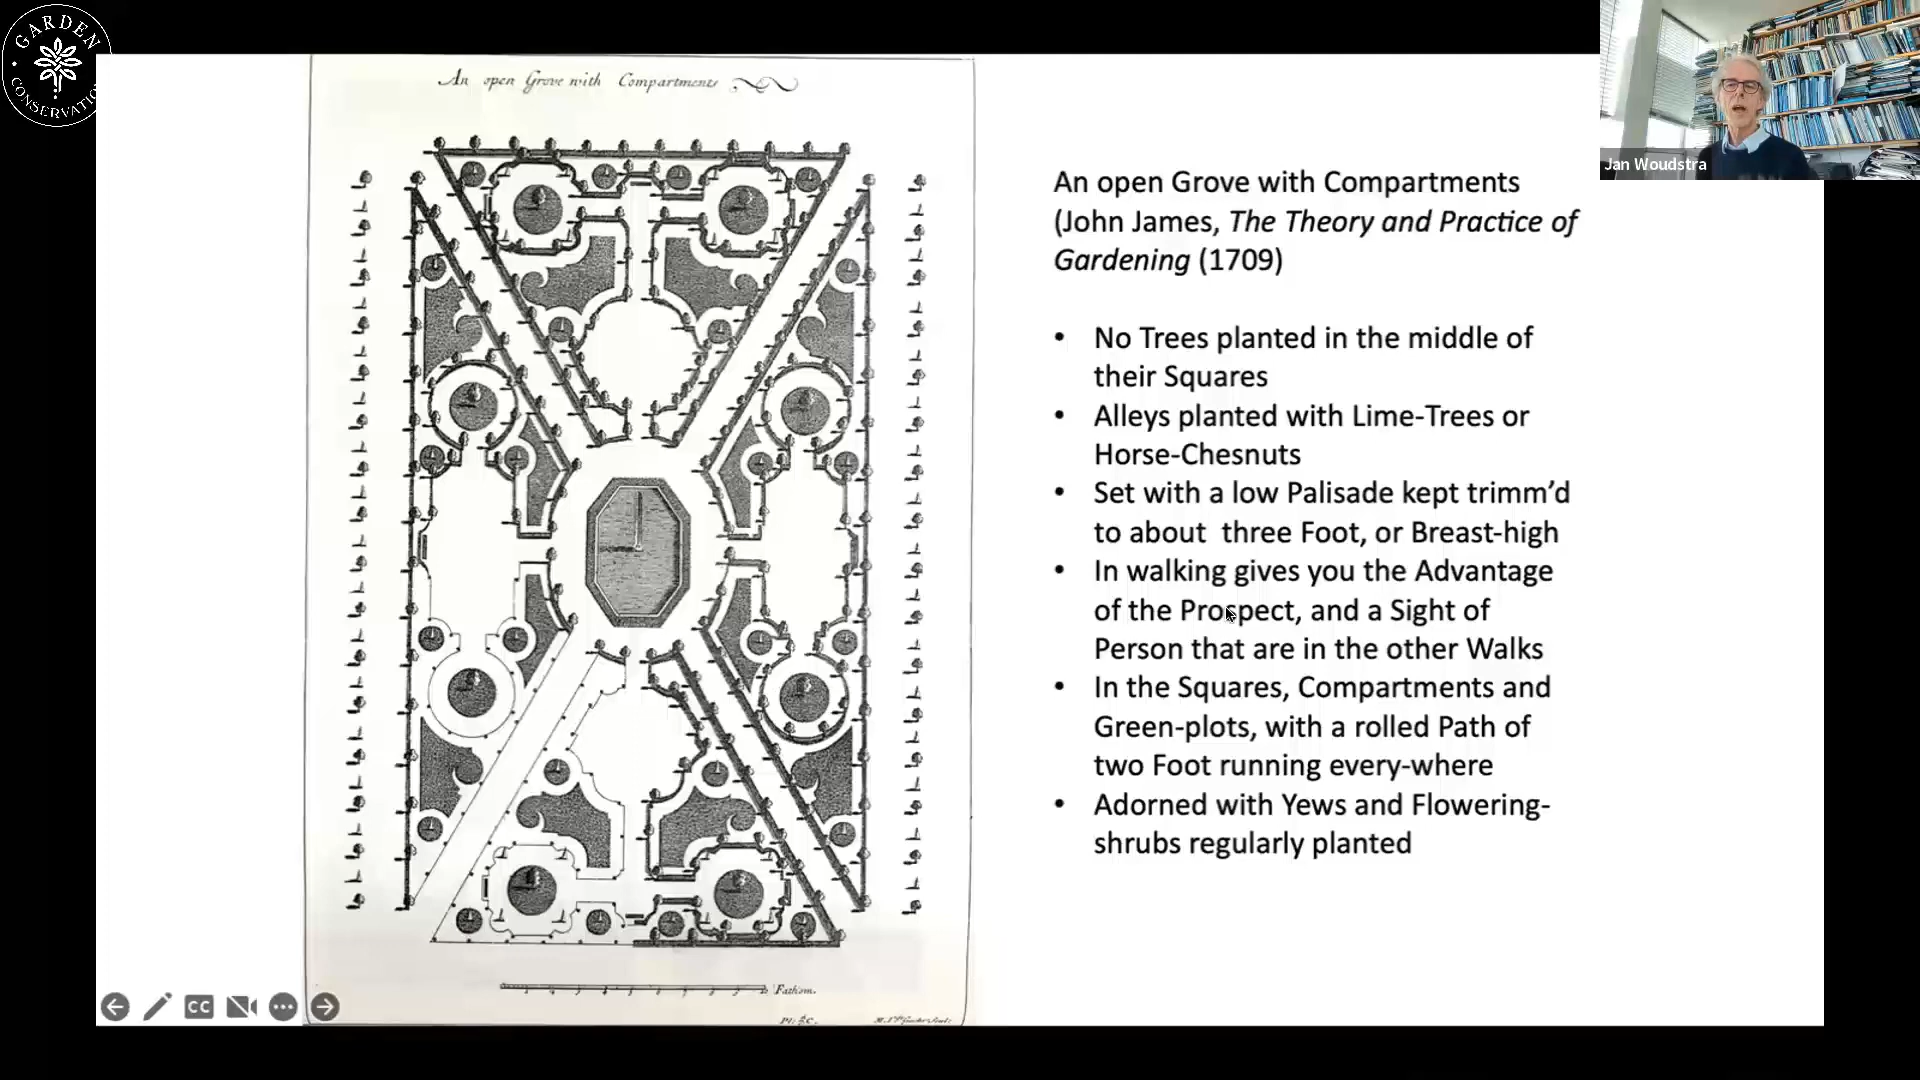 GARDEN
CONSERVA
An open Grove with Compartments
Jan Woudstra
An open Grove with Compartments
(John James, The Theory and Practice of
Gardening (1709)
• No Trees planted in the middle of
their Squares
• Alleys planted with Lime-Trees or
Horse-Chesnuts
• Set with a low Palisade kept trimm’d
to about three Foot, or Breast-high
• In walking gives you the Advantage
of the Prospect, and a Sight of
Person that are in the other Walks
• In the Squares, Compartments and
Green-plots, with a rolled Path of
two Foot running every-where
• Adorned with Yews and Flowering-
shrubs regularly planted
Fathom.
CC